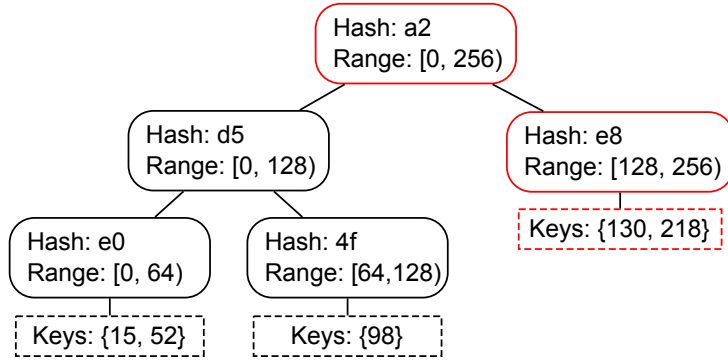 Hash: a2
Range: [0, 256)
Hash: d5
Range: [0, 128)
Hash: e8
Range: [128, 256)
Keys: {130, 218}
Hash: e0
Range: [0, 64)
Hash: 4f
Range: [64,128)
Keys: {15, 52}
Keys: {98}